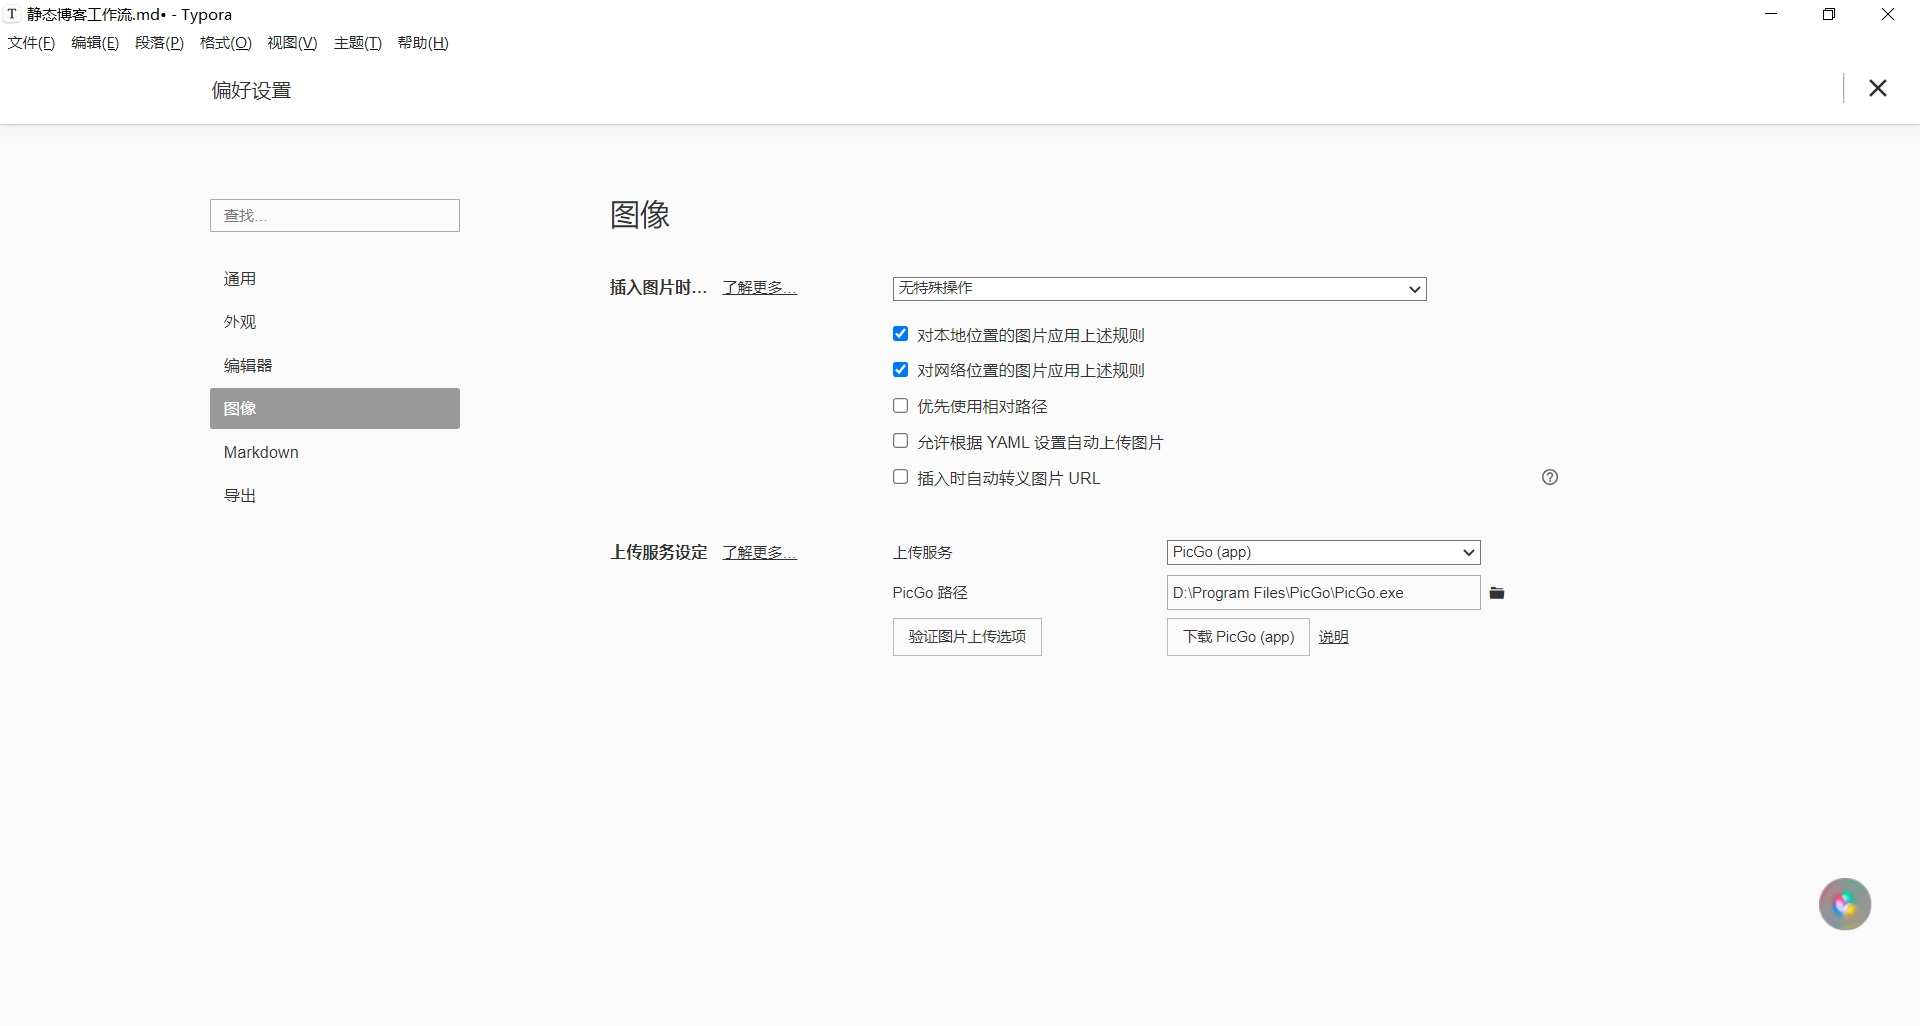 T 静态博客工作流.md• - Typora
文件(F) 编辑(E) 段落(P) 格式(O) 视图(V) 主题(T) 帮助(H)
偏好设置
查找...
通用
外观
编辑器
图像
Markdown
导出
图像
插入图片时... 了解更多... 无特殊操作
对本地位置的图片应用上述规则
对网络位置的图片应用上述规则
优先使用相对路径
允许根据 YAML 设置自动上传图片
插入时自动转义图片 URL ?
上传服务设定 了解更多... 上传服务 PicGo (app)
PicGo 路径 D:\Program Files\PicGo\PicGo.exe
验证图片上传选项 下载 PicGo (app) 说明